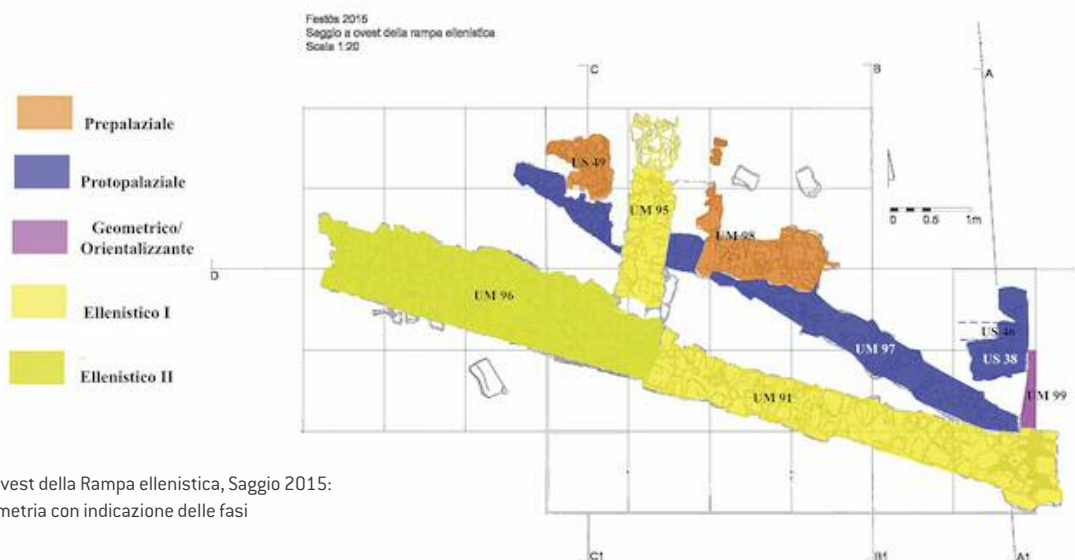 Festòs 2015
Saggio a ovest della rampa ellenistica
Scala 1:20
C
B
A
Prepalaziale
Protopalaziale
Geometrico/
Orientalizzante
Ellenistico I
Ellenistico II
US 49
UM 95
UM 98
0 0.5 1m
D
UM 96
UM 97
US 46
US 38
UM 99
UM 91
vest della Rampa ellenistica, Saggio 2015:
metria con indicazione delle fasi
C1
B1
A1